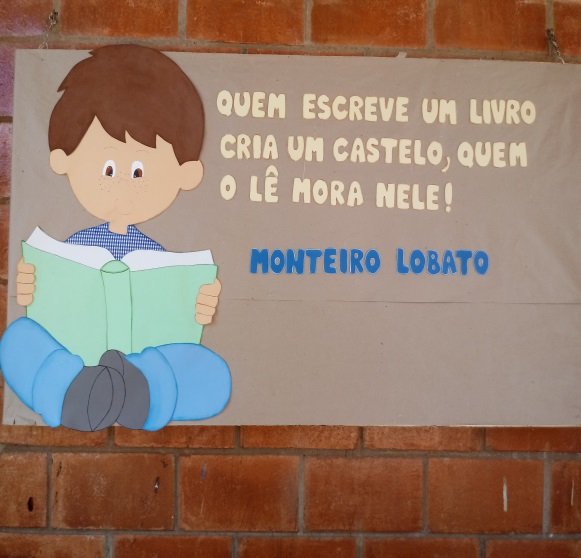 QUEM ESCREVE UM LIVRO
CRIA UM CASTELO, QUEM
O LÊ MORA NELE!
MONTEIRO LOBATO